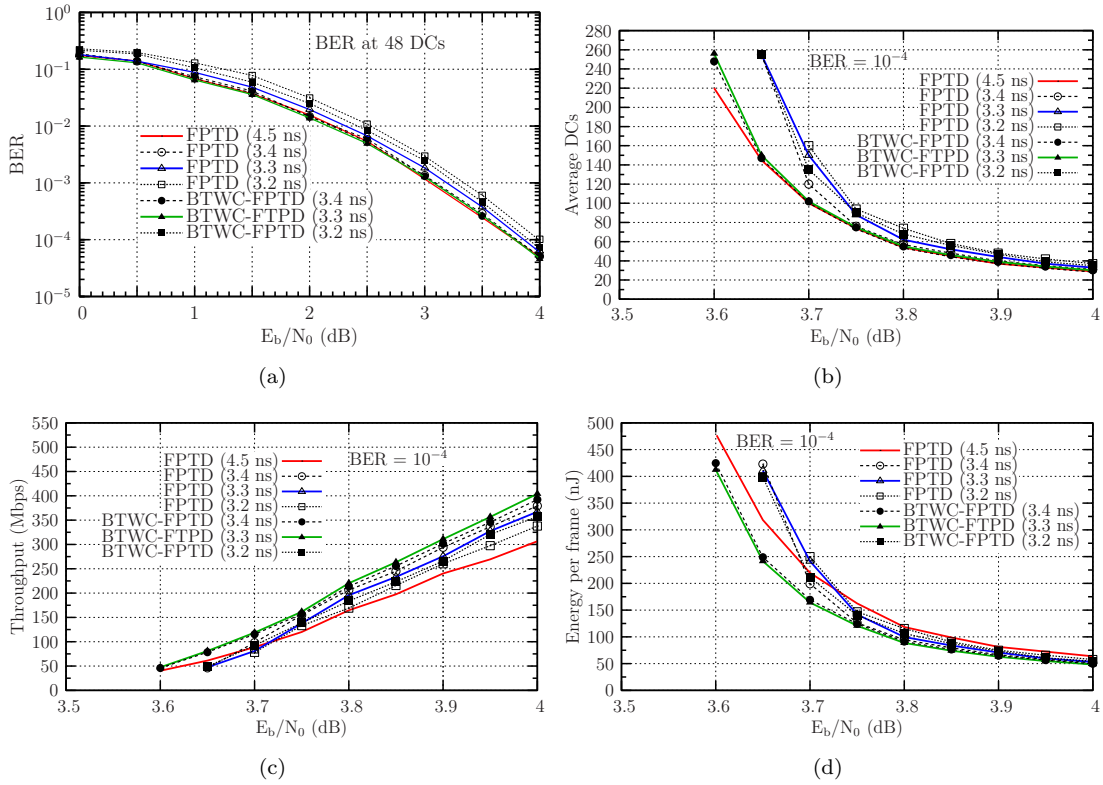 10^0
10^-1
10^-2
10^-3
10^-4
10^-5
BER
BER at 48 DCs
FPTD (4.5 ns)
FPTD (3.4 ns)
FPTD (3.3 ns)
FPTD (3.2 ns)
BTWC-FPTD (3.4 ns)
BTWC-FTPD (3.3 ns)
BTWC-FPTD (3.2 ns)
0 1 2 3 4
E_b/N_0 (dB)
(a)
280
260
240
220
200
180
160
140
120
100
80
60
40
20
0
Average DCs
BER = 10^-4
FPTD (4.5 ns)
FPTD (3.4 ns)
FPTD (3.3 ns)
FPTD (3.2 ns)
BTWC-FPTD (3.4 ns)
BTWC-FTPD (3.3 ns)
BTWC-FPTD (3.2 ns)
3.5 3.6 3.7 3.8 3.9 4
E_b/N_0 (dB)
(b)
550
500
450
400
350
300
250
200
150
100
50
0
Throughput (Mbps)
BER = 10^-4
FPTD (4.5 ns)
FPTD (3.4 ns)
FPTD (3.3 ns)
FPTD (3.2 ns)
BTWC-FPTD (3.4 ns)
BTWC-FTPD (3.3 ns)
BTWC-FPTD (3.2 ns)
3.5 3.6 3.7 3.8 3.9 4
E_b/N_0 (dB)
(c)
500
450
400
350
300
250
200
150
100
50
0
Energy per frame (nJ)
BER = 10^-4
FPTD (4.5 ns)
FPTD (3.4 ns)
FPTD (3.3 ns)
FPTD (3.2 ns)
BTWC-FPTD (3.4 ns)
BTWC-FTPD (3.3 ns)
BTWC-FPTD (3.2 ns)
3.5 3.6 3.7 3.8 3.9 4
E_b/N_0 (dB)
(d)